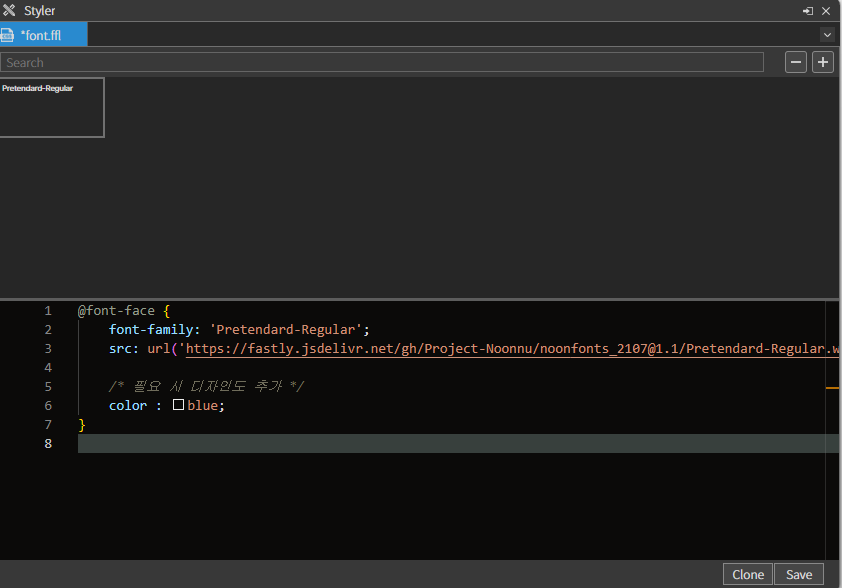 Styler
*font.ffl
Search
Pretendard-Regular
1 @font-face {
2 font-family: 'Pretendard-Regular';
3 src: url('https://fastly.jsdelivr.net/gh/Project-Noonnu/noonfonts_2107@1.1/Pretendard-Regular.w
4
5 /* 필요 시 디자인도 추가 */
6 color : blue;
7 }
8
Clone Save